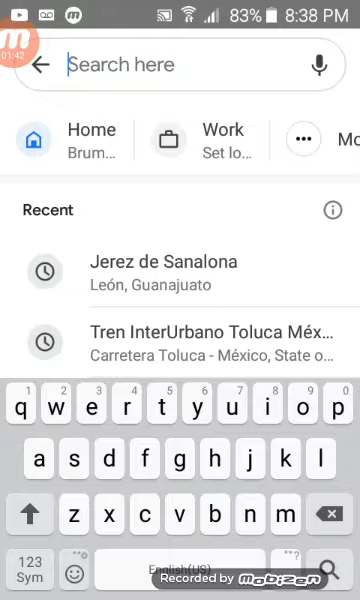 83% 8:38 PM
01:42
Search here
Home
Brum...
Work
Set lo...
Mo
Recent
Jerez de Sanalona
León, Guanajuato
Tren InterUrbano Toluca Méx...
Carretera Toluca - México, State o...
1 2 3 4 5 6 7 8 9 0
q w e r t y u i o p
a s d f g h j k l
z x c v b n m
123
Sym
English(US)
?
Recorded by mobizen